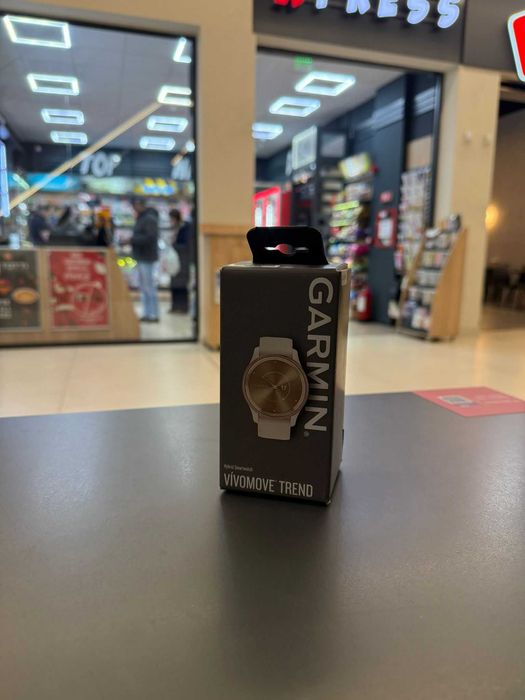 PRESS
GARMIN
Hybrid Smartwatch
VÍVOMOVE® TREND